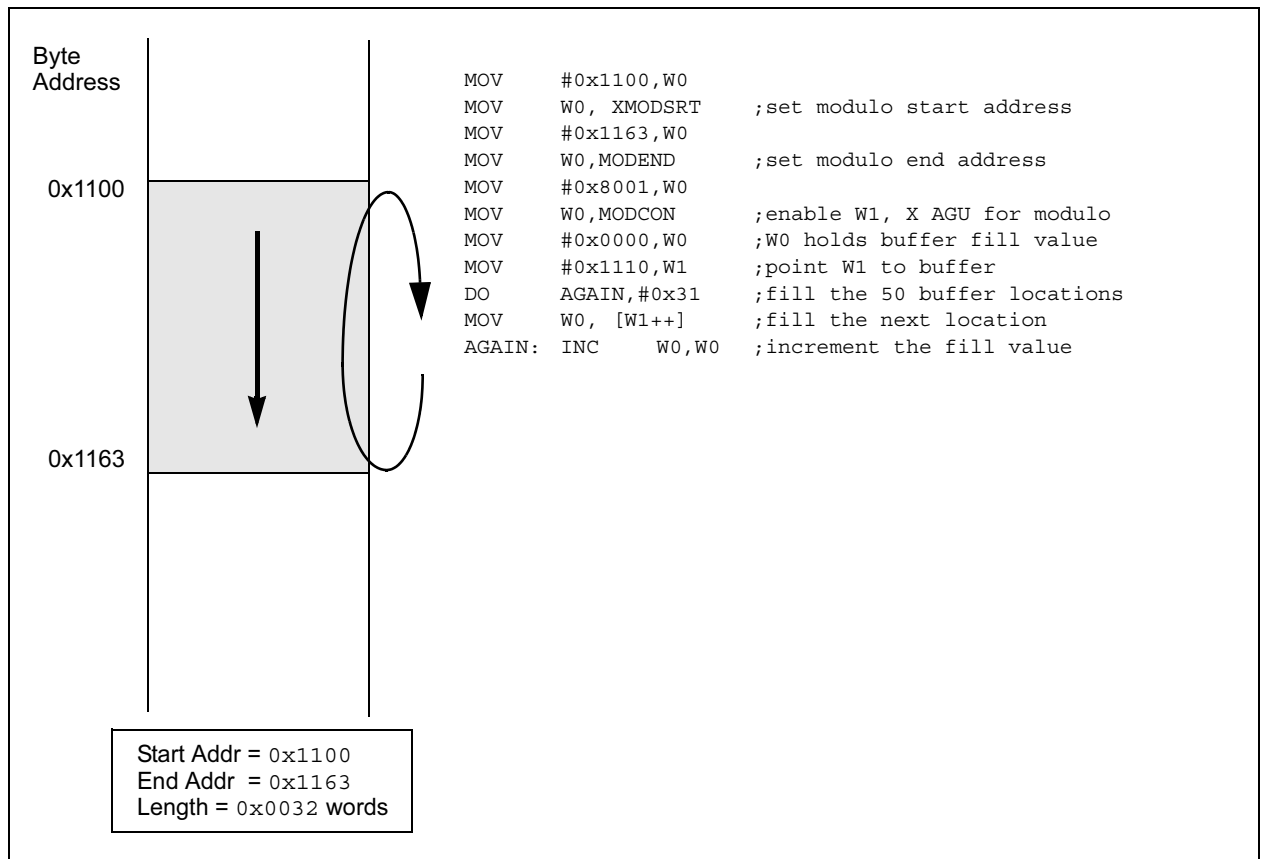 Byte
Address
0x1100
0x1163
MOV #0x1100,W0
MOV W0, XMODSRT ;set modulo start address
MOV #0x1163,W0
MOV W0,MODEND ;set modulo end address
MOV #0x8001,W0
MOV W0,MODCON ;enable W1, X AGU for modulo
MOV #0x0000,W0 ;W0 holds buffer fill value
MOV #0x1110,W1 ;point W1 to buffer
DO AGAIN,#0x31 ;fill the 50 buffer locations
MOV W0, [W1++] ;fill the next location
AGAIN: INC W0,W0 ;increment the fill value
Start Addr = 0x1100
End Addr = 0x1163
Length = 0x0032 words